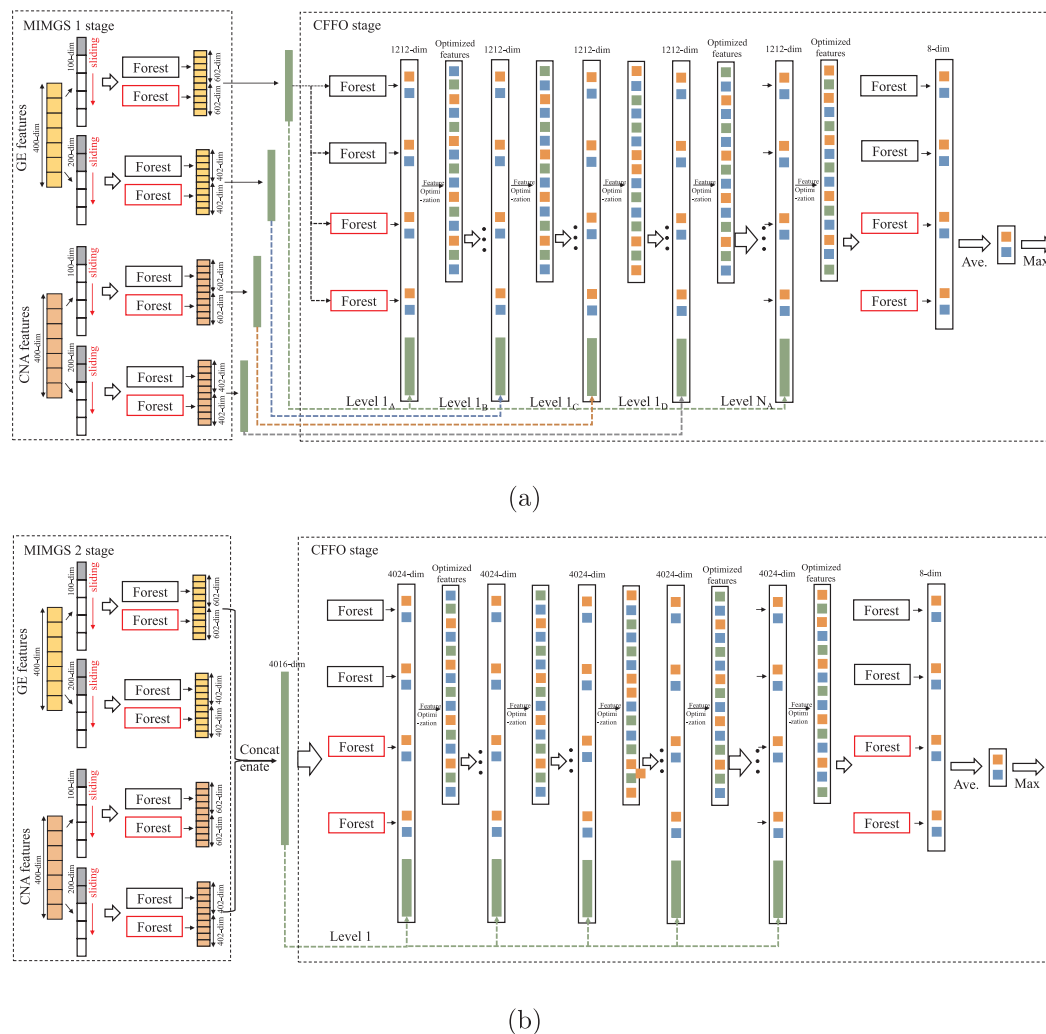 MIMGS 1 stage
CFFO stage
GE features
400-dim
100-dim
sliding
Forest
Forest
602-dim
602-dim
200-dim
sliding
Forest
Forest
402-dim
402-dim
CNA features
400-dim
100-dim
sliding
Forest
Forest
602-dim
602-dim
200-dim
sliding
Forest
Forest
402-dim
402-dim
Forest
Forest
Forest
Forest
1212-dim
Optimized
features
1212-dim
1212-dim
1212-dim
Optimized
features
1212-dim
Optimized
features
8-dim
Feature
Optimi
-zation
Feature
Optimi
-zation
Feature
Optimi
-zation
Feature
Optimi
-zation
Feature
Optimi
-zation
Forest
Forest
Forest
Forest
Ave.
Max
Level 1A
Level 1B
Level 1C
Level 1D
Level NA
(a)
MIMGS 2 stage
CFFO stage
GE features
400-dim
100-dim
sliding
Forest
Forest
602-dim
602-dim
200-dim
sliding
Forest
Forest
402-dim
402-dim
CNA features
400-dim
100-dim
sliding
Forest
Forest
602-dim
602-dim
200-dim
sliding
Forest
Forest
402-dim
402-dim
Concat
enate
4016-dim
Forest
Forest
Forest
Forest
4024-dim
Optimized
features
4024-dim
4024-dim
4024-dim
Optimized
features
4024-dim
Optimized
features
8-dim
Feature
Optimi
-zation
Feature
Optimi
-zation
Feature
Optimi
-zation
Feature
Optimi
-zation
Feature
Optimi
-zation
Forest
Forest
Forest
Forest
Ave.
Max
Level 1
(b)